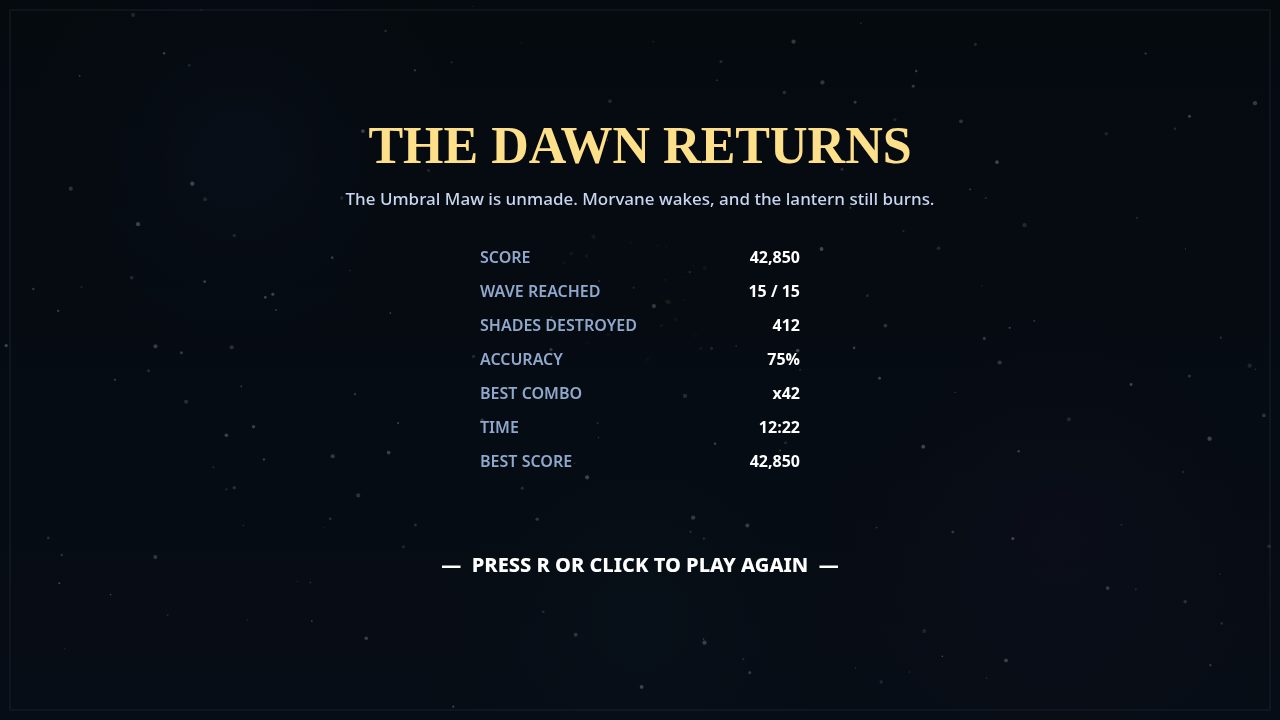 THE DAWN RETURNS
The Umbral Maw is unmade. Morvane wakes, and the lantern still burns.
SCORE 42,850
WAVE REACHED 15 / 15
SHADES DESTROYED 412
ACCURACY 75%
BEST COMBO x42
TIME 12:22
BEST SCORE 42,850
— PRESS R OR CLICK TO PLAY AGAIN —